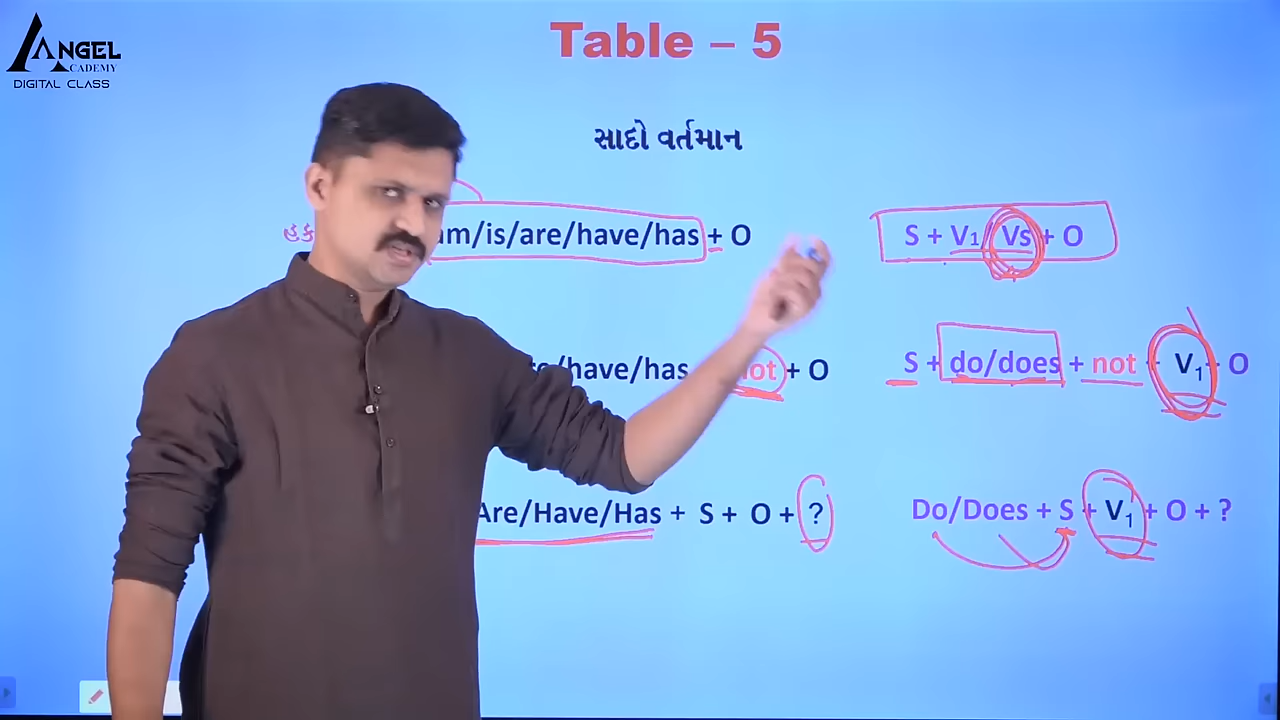 ANGEL
ACADEMY
DIGITAL CLASS
Table – 5
સાદો વર્તમાન
હકા am/is/are/have/has + O
S + V1/ Vs + O
/have/has not + O
S + do/does + not + V1 + O
Are/Have/Has + S + O + ?
Do/Does + S + V1 + O + ?